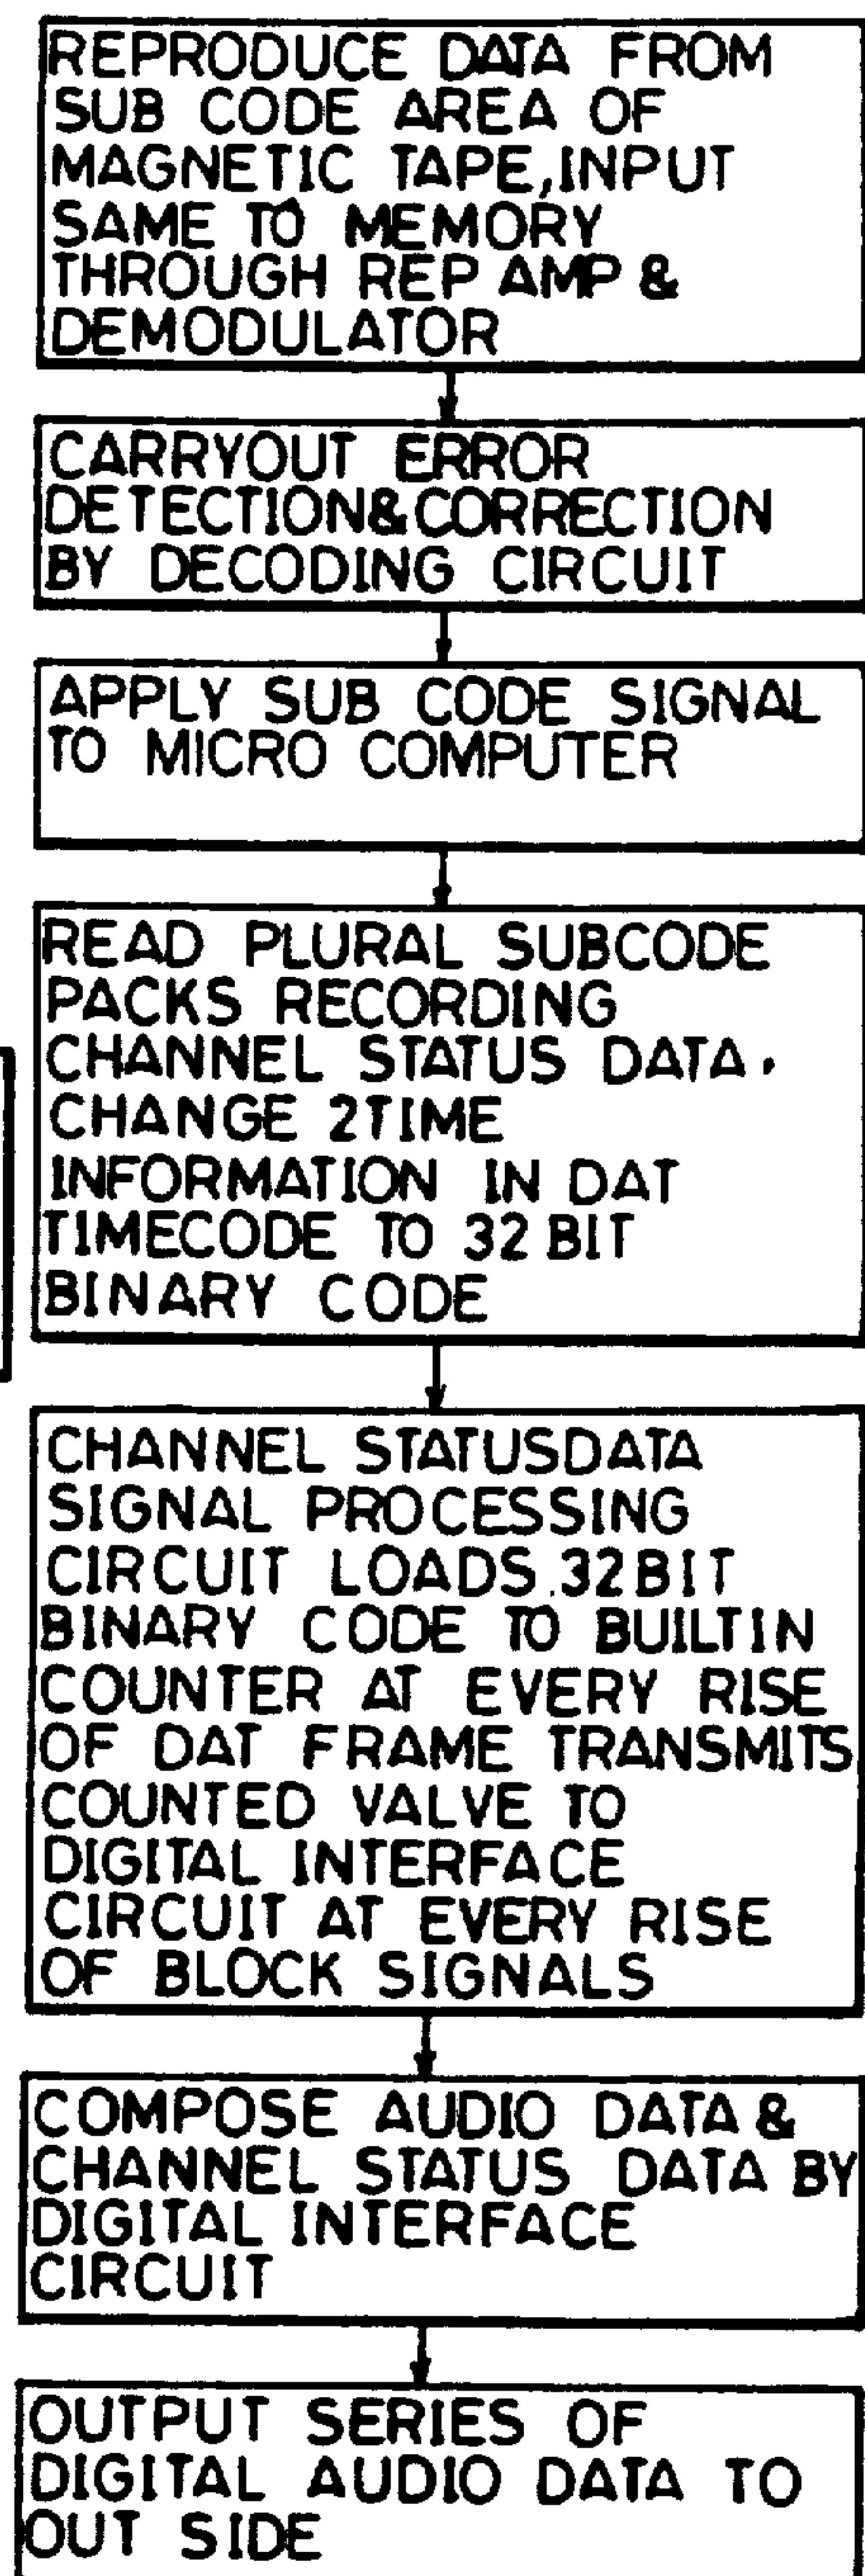 REPRODUCE DATA FROM
SUB CODE AREA OF
MAGNETIC TAPE,INPUT
SAME TO MEMORY
THROUGH REP AMP &
DEMODULATOR
CARRYOUT ERROR
DETECTION&CORRECTION
BY DECODING CIRCUIT
APPLY SUB CODE SIGNAL
TO MICRO COMPUTER
READ PLURAL SUBCODE
PACKS RECORDING
CHANNEL STATUS DATA,
CHANGE 2TIME
INFORMATION IN DAT
TIMECODE TO 32 BIT
BINARY CODE
CHANNEL STATUSDATA
SIGNAL PROCESSING
CIRCUIT LOADS.32BIT
BINARY CODE TO BUILTIN
COUNTER AT EVERY RISE
OF DAT FRAME TRANSMITS
COUNTED VALVE TO
DIGITAL INTERFACE
CIRCUIT AT EVERY RISE
OF BLOCK SIGNALS
COMPOSE AUDIO DATA &
CHANNEL STATUS DATA BY
DIGITAL INTERFACE
CIRCUIT
OUTPUT SERIES OF
DIGITAL AUDIO DATA TO
OUT SIDE